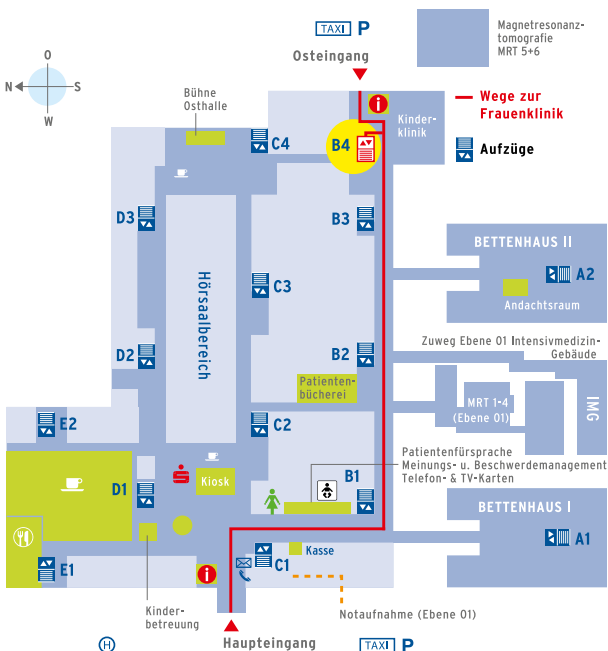 TAXI P
Osteingang
Magnetresonanz-
tomografie
MRT 5+6
O
N
S
W
Bühne
Osthalle
i
Kinder-
klinik
Wege zur
Frauenklinik
Aufzüge
C4
B4
D3
B3
BETTENHAUS II
A2
Andachtsraum
Hörsaalbereich
C3
D2
B2
Zuweg Ebene 01 Intensivmedizin-
Gebäude
Patienten-
bücherei
MRT 1-4
(Ebene 01)
IMG
E2
C2
Patientenfürsprache
Meinungs- u. Beschwerdemanagement
Telefon- & TV-Karten
Kiosk
D1
B1
BETTENHAUS I
A1
Kasse
E1
i
C1
Kinder-
betreuung
Notaufnahme (Ebene 01)
H
Haupteingang
TAXI P